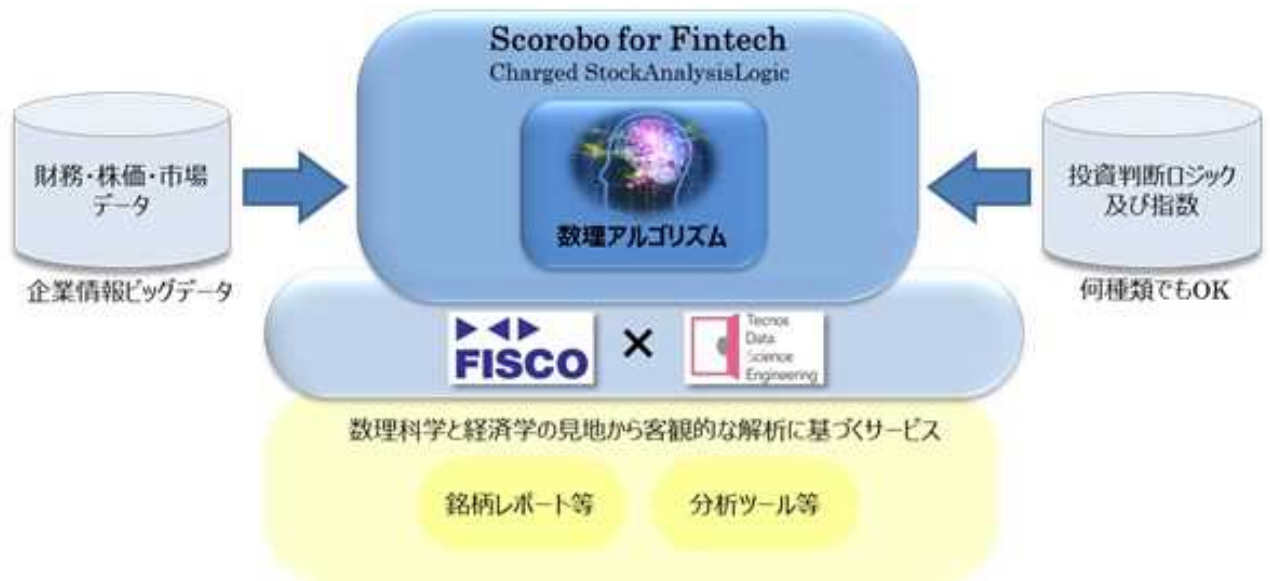 Scorobo for Fintech
Charged StockAnalysisLogic
財務・株価・市場
データ
企業情報ビッグデータ
数理アルゴリズム
投資判断ロジック
及び指数
何種類でもOK
FISCO
×
Tecnos
Data
Science
Engineering
数理科学と経済学の見地から客観的な解析に基づくサービス
銘柄レポート等
分析ツール等